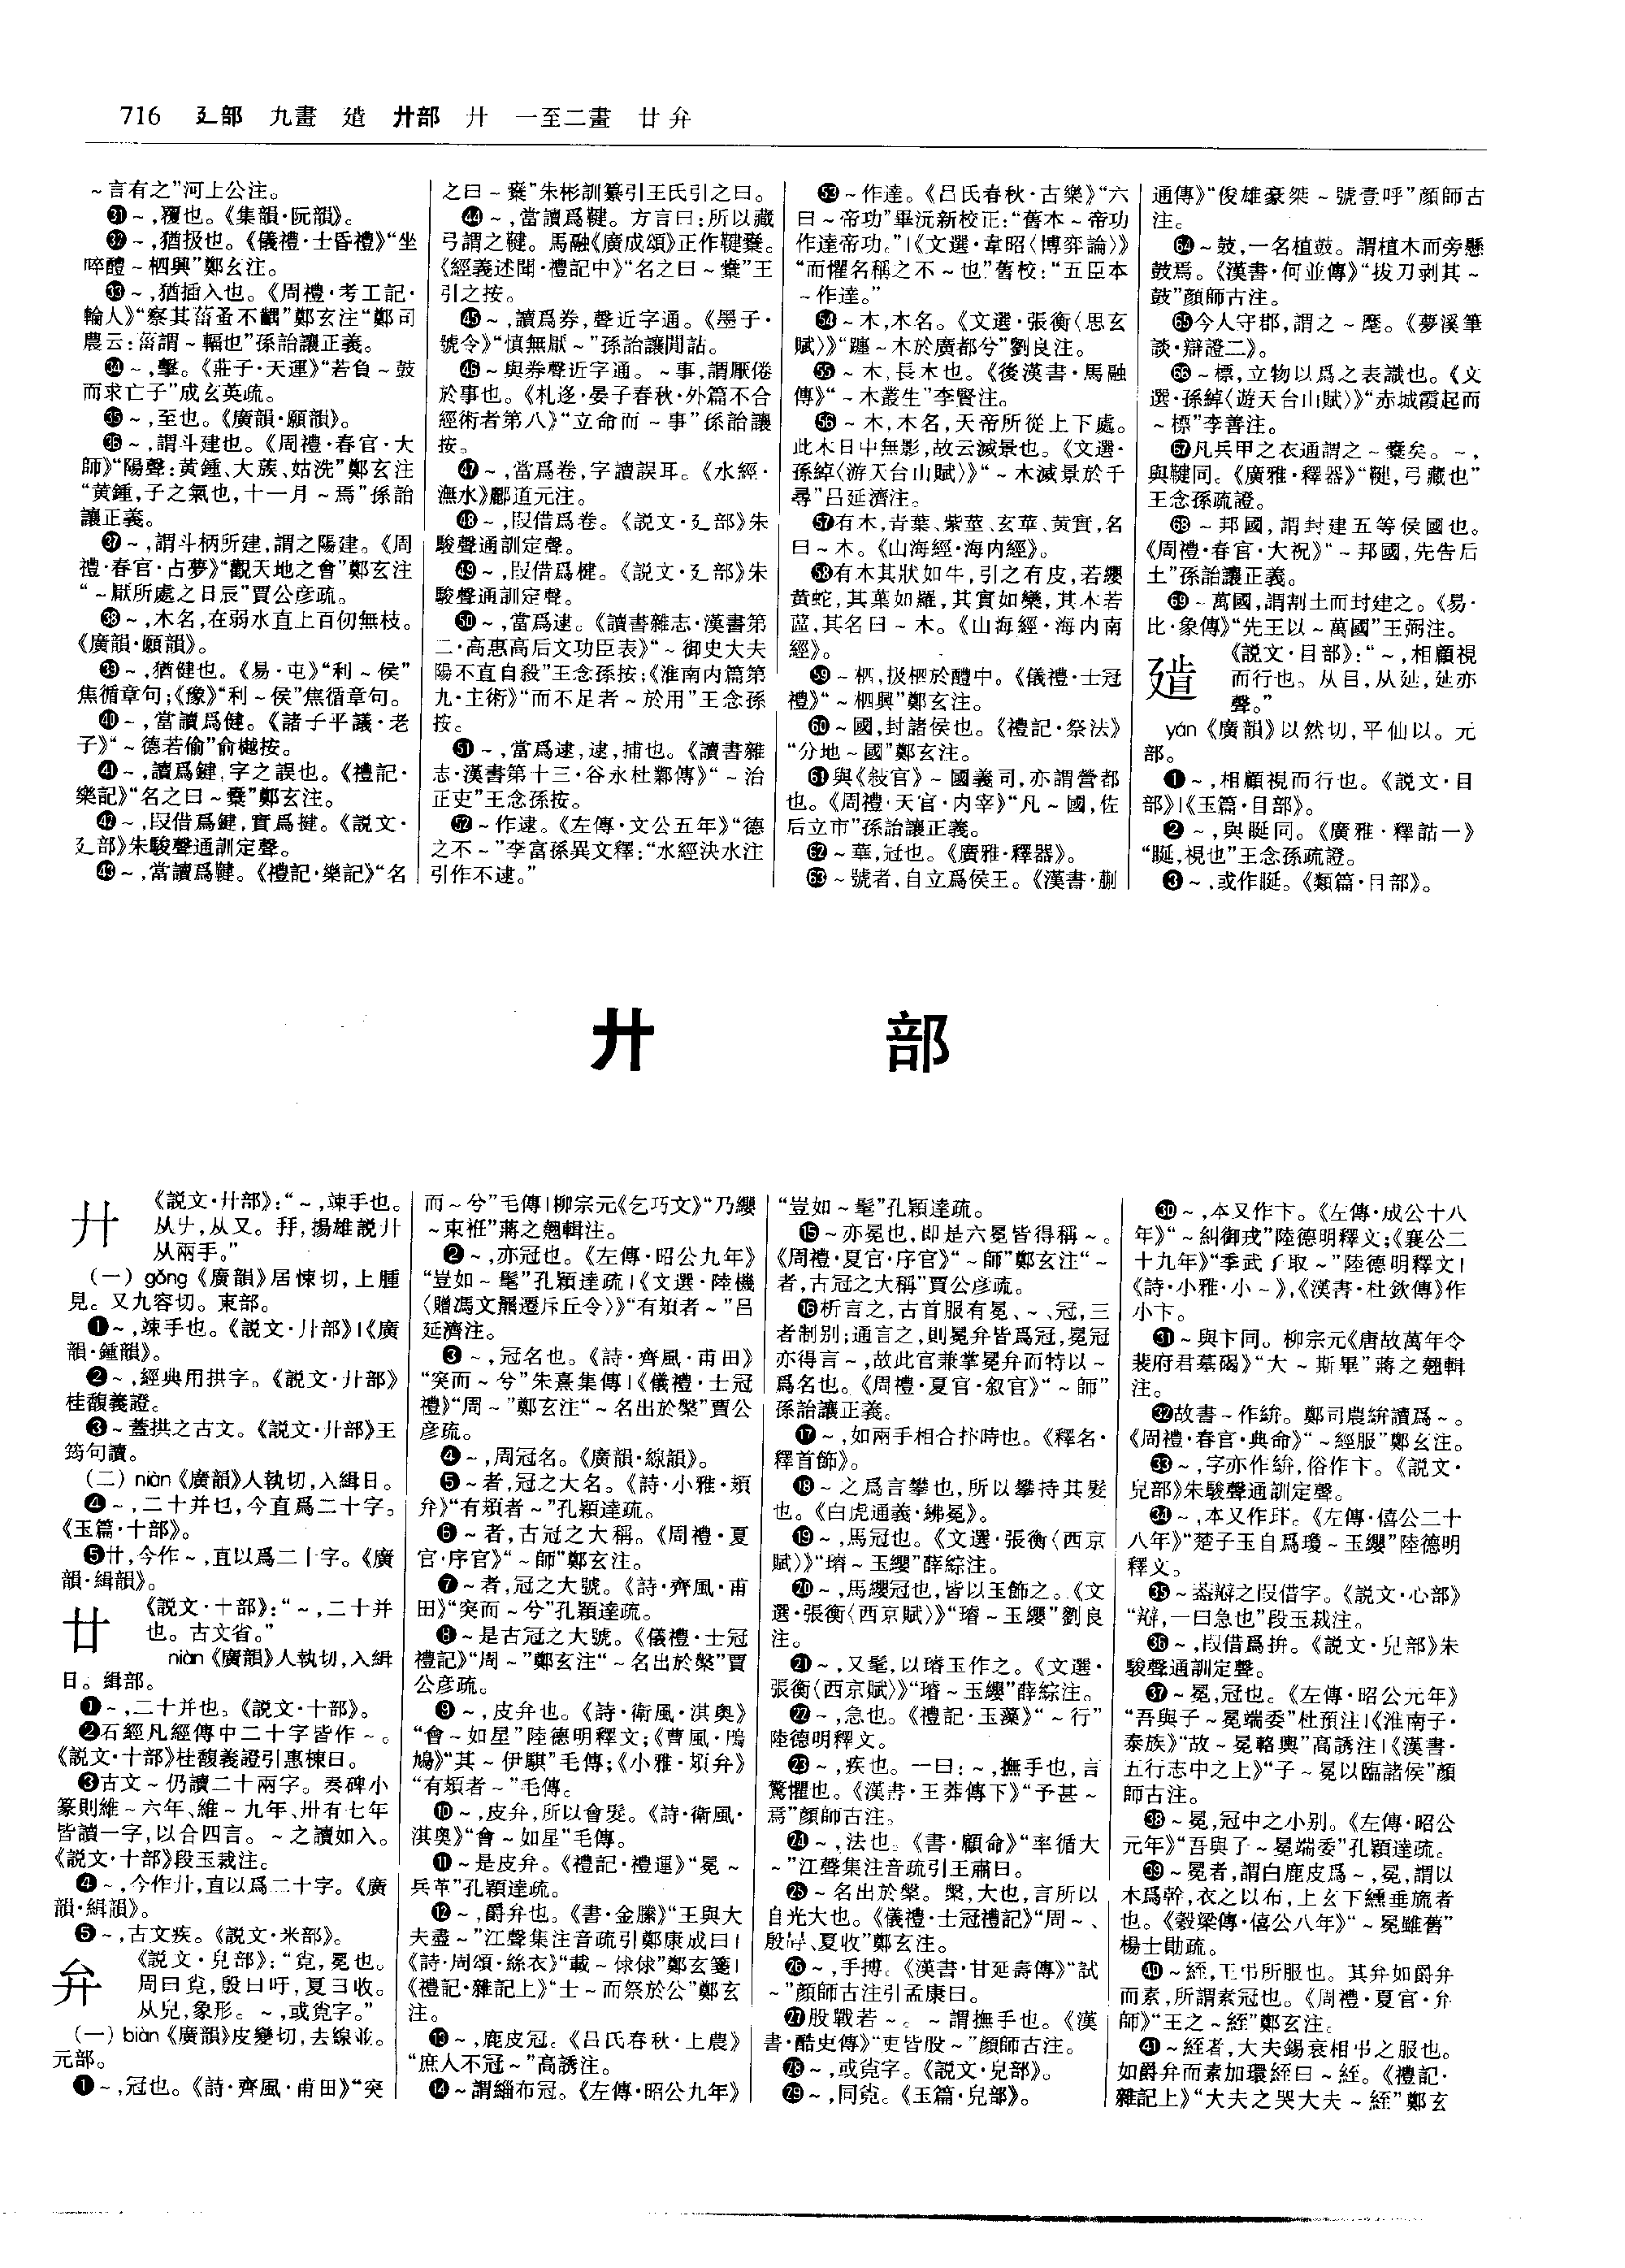 716 廴部 九畫 㢟 廾部 廾 一至二畫 廿弁
～言有之”河上公注。
㉛～,覆也。《集韻·阮韻》。
㉜～,猶扱也。《儀禮·士昏禮》“坐
啐醴～柶興”鄭玄注。
㉝～,猶插入也。《周禮·考工記·
輪人》“察其菑蚤不齵”鄭玄注“鄭司
農云:菑謂～輻也”孫詒讓正義。
㉞～,擊。《莊子·天運》“若負～鼓
而求亡子”成玄英疏。
㉟～,至也。《廣韻·願韻》。
㊱～,謂斗建也。《周禮·春官·大
師》“陽聲:黄鍾、大蔟、姑洗”鄭玄注
“黄鍾,子之氣也,十一月～焉”孫詒
讓正義。
㊲～,謂斗柄所建,謂之陽建。《周
禮·春官·占夢》“觀天地之會”鄭玄注
“～厭所處之日辰”賈公彦疏。
㊳～,木名,在弱水直上百仞無枝。
《廣韻·願韻》。
㊴～,猶健也。《易·屯》“利～侯”
焦循章句;《豫》“利～侯”焦循章句。
㊵～,當讀爲健。《諸子平議·老
子》“～德若偷”俞樾按。
㊶～,讀爲鍵,字之誤也。《禮記·
樂記》“名之曰～櫜”鄭玄注。
㊷～,叚借爲鍵,實爲揵。《説文·
廴部》朱駿聲通訓定聲。
㊸～,當讀爲鞬。《禮記·樂記》“名
之曰～櫜”朱彬訓纂引王氏引之曰。
㊹～,當讀爲鞬。方言曰:所以藏
弓謂之鞬。馬融《廣成頌》正作鞬櫜。
《經義述聞·禮記中》“名之曰～櫜”王
引之按。
㊺～,讀爲券,聲近字通。《墨子·
號令》“慎無厭～”孫詒讓閒詁。
㊻～與券聲近字通。～事,謂厭倦
於事也。《札迻·晏子春秋·外篇不合
經術者第八》“立命而～事”孫詒讓
按。
㊼～,當爲卷,字讀誤耳。《水經·
漁水》酈道元注。
㊽～,叚借爲卷。《説文·廴部》朱
駿聲通訓定聲。
㊾～,叚借爲楗。《説文·廴部》朱
駿聲通訓定聲。
㊿～,當爲逮。《讀書雜志·漢書第
二·高惠高后文功臣表》“～御史大夫
陽不直自殺”王念孫按;《淮南内篇第
九·主術》“而不足者～於用”王念孫
按。
51～,當爲逮,逮,捕也。《讀書雜
志·漢書第十三·谷永杜鄴傳》“～治
正吏”王念孫按。
52～作逮。《左傳·文公五年》“德
之不～”李富孫異文釋:“水經決水注
引作不逮。”
53～作達。《吕氏春秋·古樂》“六
曰～帝功”畢沅新校正:“舊本～帝功
作達帝功。”|《文選·韋昭〈博弈論〉》
“而懼名稱之不～也”舊校:“五臣本
～作達。”
54～木,木名。《文選·張衡〈思玄
賦〉》“躔～木於廣都兮”劉良注。
55～木,長木也。《後漢書·馬融
傳》“～木叢生”李賢注。
56～木,木名,天帝所從上下處。
此木日中無影,故云滅景也。《文選·
孫綽〈游天台山賦〉》“～木滅景於千
尋”吕延濟注。
57有木,青葉、紫莖、玄華、黄實,名
曰～木。《山海經·海内經》。
58有木其狀如牛,引之有皮,若纓
黄蛇,其葉如羅,其實如欒,其木若
蓲,其名曰～木。《山海經·海内南
經》。
59～柶,扱柶於醴中。《儀禮·士冠
禮》“～柶興”鄭玄注。
60～國,封諸侯也。《禮記·祭法》
“分地～國”鄭玄注。
61與《敍官》～國義司,亦謂營都
也。《周禮·天官·内宰》“凡～國,佐
后立市”孫詒讓正義。
62～華,冠也。《廣雅·釋器》。
63～號者,自立爲侯王。《漢書·蒯
通傳》“俊雄豪桀～號壹呼”顔師古
注。
64～鼓,一名植鼓。謂植木而旁懸
鼓焉。《漢書·何並傳》“拔刀剥其～
鼓”顔師古注。
65今人守郡,謂之～麾。《夢溪筆
談·辯證二》。
66～標,立物以爲之表識也。《文
選·孫綽〈遊天台山賦〉》“赤城霞起而
～標”李善注。
67凡兵甲之衣通謂之～櫜矣。～,
與鞬同。《廣雅·釋器》“鞬,弓藏也”
王念孫疏證。
68～邦國,謂封建五等侯國也。
《周禮·春官·大祝》“～邦國,先告后
土”孫詒讓正義。
69～萬國,謂割土而封建之。《易·
比·象傳》“先王以～萬國”王弼注。
㢟
《説文·目部》:“～,相顧視
而行也。从目,从㢟,㢟亦
聲。”
yán《廣韻》以然切,平仙以。元
部。
❶～,相顧視而行也。《説文·目
部》|《玉篇·目部》。
❷～,與䀽同。《廣雅·釋詁一》
“䀽,視也”王念孫疏證。
❸～,或作䀽。《類篇·目部》。
廾 部
廾
《説文·廾部》:“～,竦手也。
从𠂇,从又。𢪙,揚雄説廾
从兩手。”
(一) gǒng《廣韻》居悚切,上腫
見。又九容切。東部。
❶～,竦手也。《説文·廾部》|《廣
韻·鍾韻》。
❷～,經典用拱字。《説文·廾部》
桂馥義證。
❸～蓋拱之古文。《説文·廾部》王
筠句讀。
(二) niàn《廣韻》人執切,入緝日。
❹～,二十并也,今直爲二十字。
《玉篇·十部》。
❺廿,今作～,直以爲二十字。《廣
韻·緝韻》。
廿
《説文·十部》:“～,二十并
也。古文省。”
niàn《廣韻》人執切,入緝
日。緝部。
❶～,二十并也。《説文·十部》。
❷石經凡經傳中二十字皆作～。
《説文·十部》桂馥義證引惠棟曰。
❸古文～仍讀二十兩字。秦碑小
篆則維～六年、維～九年、卅有七年
皆讀一字,以合四言。～之讀如入。
《説文·十部》段玉裁注。
❹～,今作廾,直以爲二十字。《廣
韻·緝韻》。
❺～,古文疾。《説文·米部》。
弁
《説文·皃部》:“覍,冕也。
周曰覍,殷曰吁,夏曰收。
从皃,象形。～,或覍字。”
(一) biàn《廣韻》皮變切,去線並。
元部。
❶～,冠也。《詩·齊風·甫田》“突
而～兮”毛傳|柳宗元《乞巧文》“乃纓
～束袵”蔣之翹輯注。
❷～,亦冠也。《左傳·昭公九年》
“豈如～髦”孔穎達疏|《文選·陸機
〈贈馮文羆遷斥丘令〉》“有頍者～”吕
延濟注。
❸～,冠名也。《詩·齊風·甫田》
“突而～兮”朱熹集傳|《儀禮·士冠
禮》“周～”鄭玄注“～名出於槃”賈公
彦疏。
❹～,周冠名。《廣韻·線韻》。
❺～者,冠之大名。《詩·小雅·頍
弁》“有頍者～”孔穎達疏。
❻～者,古冠之大稱。《周禮·夏
官·序官》“～師”鄭玄注。
❼～者,冠之大號。《詩·齊風·甫
田》“突而～兮”孔穎達疏。
❽～是古冠之大號。《儀禮·士冠
禮記》“周～”鄭玄注“～名出於槃”賈
公彦疏。
❾～,皮弁也。《詩·衛風·淇奥》
“會～如星”陸德明釋文;《曹風·鳲
鳩》“其～伊騏”毛傳;《小雅·頍弁》
“有頍者～”毛傳。
❿～,皮弁,所以會髮。《詩·衛風·
淇奥》“會～如星”毛傳。
⓫～是皮弁。《禮記·禮運》“冕～
兵革”孔穎達疏。
⓬～,爵弁也。《書·金縢》“王與大
夫盡～”江聲集注音疏引鄭康成曰|
《詩·周頌·絲衣》“載～俅俅”鄭玄箋|
《禮記·雜記上》“士～而祭於公”鄭玄
注。
⓭～,鹿皮冠。《吕氏春秋·上農》
“庶人不冠～”高誘注。
⓮～謂緇布冠。《左傳·昭公九年》
“豈如～髦”孔穎達疏。
⓯～亦冕也,即是六冕皆得稱～。
《周禮·夏官·序官》“～師”鄭玄注“～
者,古冠之大稱”賈公彦疏。
⓰析言之,古首服有冕、～、冠,三
者制别;通言之,則冕弁皆爲冠,冕冠
亦得言～,故此官兼掌冕弁而特以～
爲名也。《周禮·夏官·叙官》“～師”
孫詒讓正義。
⓱～,如兩手相合抃時也。《釋名·
釋首飾》。
⓲～之爲言攀也,所以攀持其髮
也。《白虎通義·紼冕》。
⓳～,馬冠也。《文選·張衡〈西京
賦〉》“璿～玉纓”薛綜注。
⓴～,馬纓冠也,皆以玉飾之。《文
選·張衡〈西京賦〉》“璿～玉纓”劉良
注。
㉑～,又髦,以璿玉作之。《文選·
張衡〈西京賦〉》“璿～玉纓”薛綜注。
㉒～,急也。《禮記·玉藻》“～行”
陸德明釋文。
㉓～,疾也。一曰:～,撫手也,言
驚懼也。《漢書·王莽傳下》“予甚～
焉”顔師古注。
㉔～,法也。《書·顧命》“率循大
～”江聲集注音疏引王肅曰。
㉕～名出於槃。槃,大也,言所以
自光大也。《儀禮·士冠禮記》“周～、
殷冔、夏收”鄭玄注。
㉖～,手搏。《漢書·甘延壽傳》“試
～”顔師古注引孟康曰。
㉗股戰若～。～謂撫手也。《漢
書·酷吏傳》“吏皆股～”顔師古注。
㉘～,或覍字。《説文·皃部》。
㉙～,同覍。《玉篇·皃部》。
㉚～,本又作卞。《左傳·成公十八
年》“～糾御戎”陸德明釋文;《襄公二
十九年》“季武子取～”陸德明釋文|
《詩·小雅·小～》,《漢書·杜欽傳》作
小卞。
㉛～與卞同。柳宗元《唐故萬年令
裴府君墓碣》“大～斯畢”蔣之翹輯
注。
㉜故書～作絣。鄭司農絣讀爲～。
《周禮·春官·典命》“～絰服”鄭玄注。
㉝～,字亦作絣,俗作卞。《説文·
皃部》朱駿聲通訓定聲。
㉞～,本又作玣。《左傳·僖公二十
八年》“楚子玉自爲瓊～玉纓”陸德明
釋文。
㉟～蓋辯之叚借字。《説文·心部》
“辯,一曰急也”段玉裁注。
㊱～,叚借爲拚。《説文·皃部》朱
駿聲通訓定聲。
㊲～冕,冠也。《左傳·昭公元年》
“吾與子～冕端委”杜預注|《淮南子·
泰族》“故～冕輅輿”高誘注|《漢書·
五行志中之上》“子～冕以臨諸侯”顔
師古注。
㊳～冕,冠中之小别。《左傳·昭公
元年》“吾與子～冕端委”孔穎達疏。
㊴～冕者,謂白鹿皮爲～,冕,謂以
木爲幹,衣之以布,上玄下纁垂旒者
也。《穀梁傳·僖公八年》“～冕雖舊”
楊士勛疏。
㊵～絰,王弔所服也。其弁如爵弁
而素,所謂素冠也。《周禮·夏官·弁
師》“王之～絰”鄭玄注。
㊶～絰者,大夫錫衰相弔之服也。
如爵弁而素加環絰曰～絰。《禮記·
雜記上》“大夫之哭大夫～絰”鄭玄